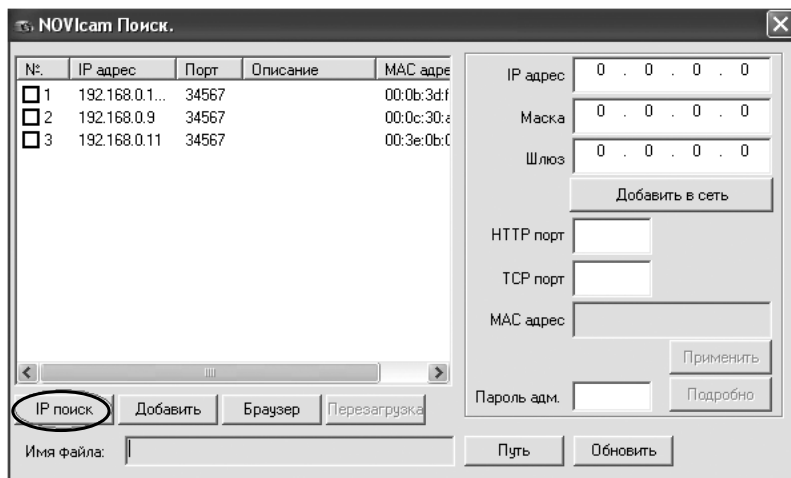 NOVIcam Поиск.
№. IP адрес Порт Описание MAC адре
1 192.168.0.1... 34567 00:0b:3d:f
2 192.168.0.9 34567 00:0c:30:a
3 192.168.0.11 34567 00:3e:0b:0
IP поиск Добавить Браузер Перезагрузка
Имя файла:
IP адрес 0 . 0 . 0 . 0
Маска 0 . 0 . 0 . 0
Шлюз 0 . 0 . 0 . 0
Добавить в сеть
HTTP порт
TCP порт
MAC адрес
Применить
Пароль адм. Подробно
Путь Обновить